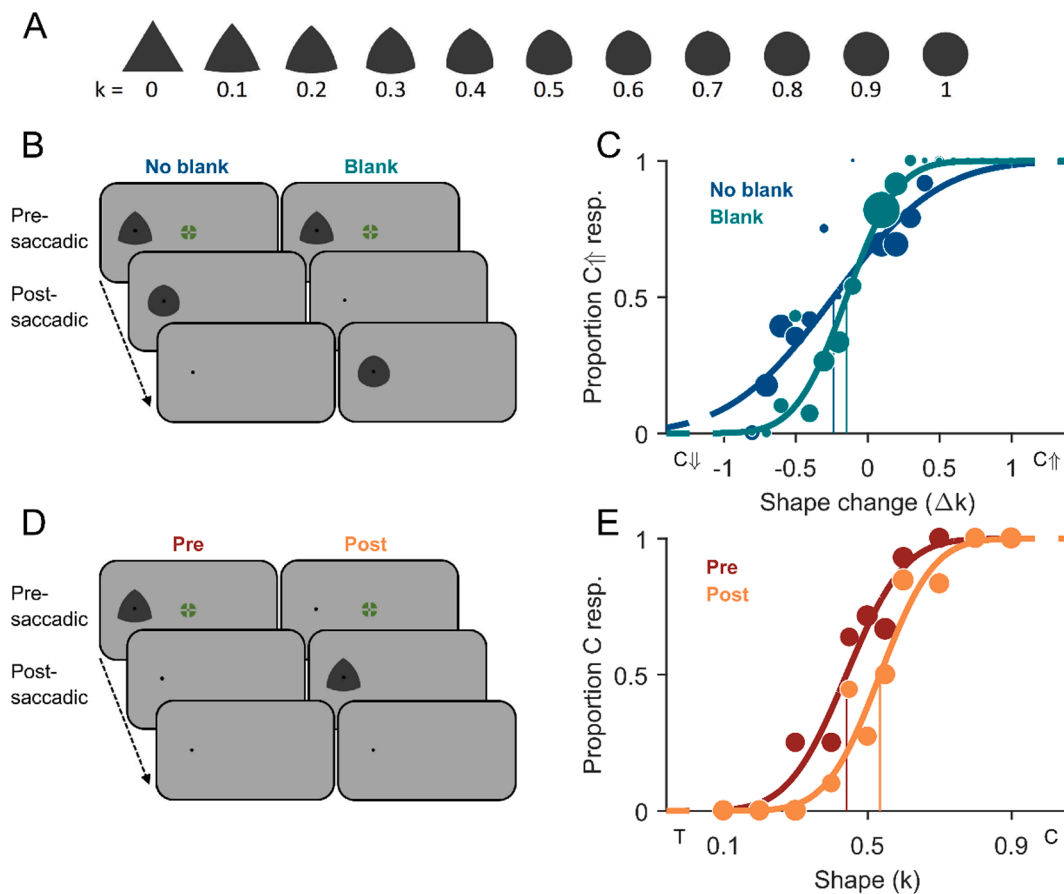 A
k = 0 0.1 0.2 0.3 0.4 0.5 0.6 0.7 0.8 0.9 1
B
No blank Blank
Pre-
saccadic
Post-
saccadic
C
No blank
Blank
Proportion C⇑ resp.
1
0.5
0
C⇓ -1 -0.5 0 0.5 1 C⇑
Shape change (Δk)
D
Pre Post
Pre-
saccadic
Post-
saccadic
E
Pre
Post
Proportion C resp.
1
0.5
0
T 0.1 0.5 0.9 C
Shape (k)